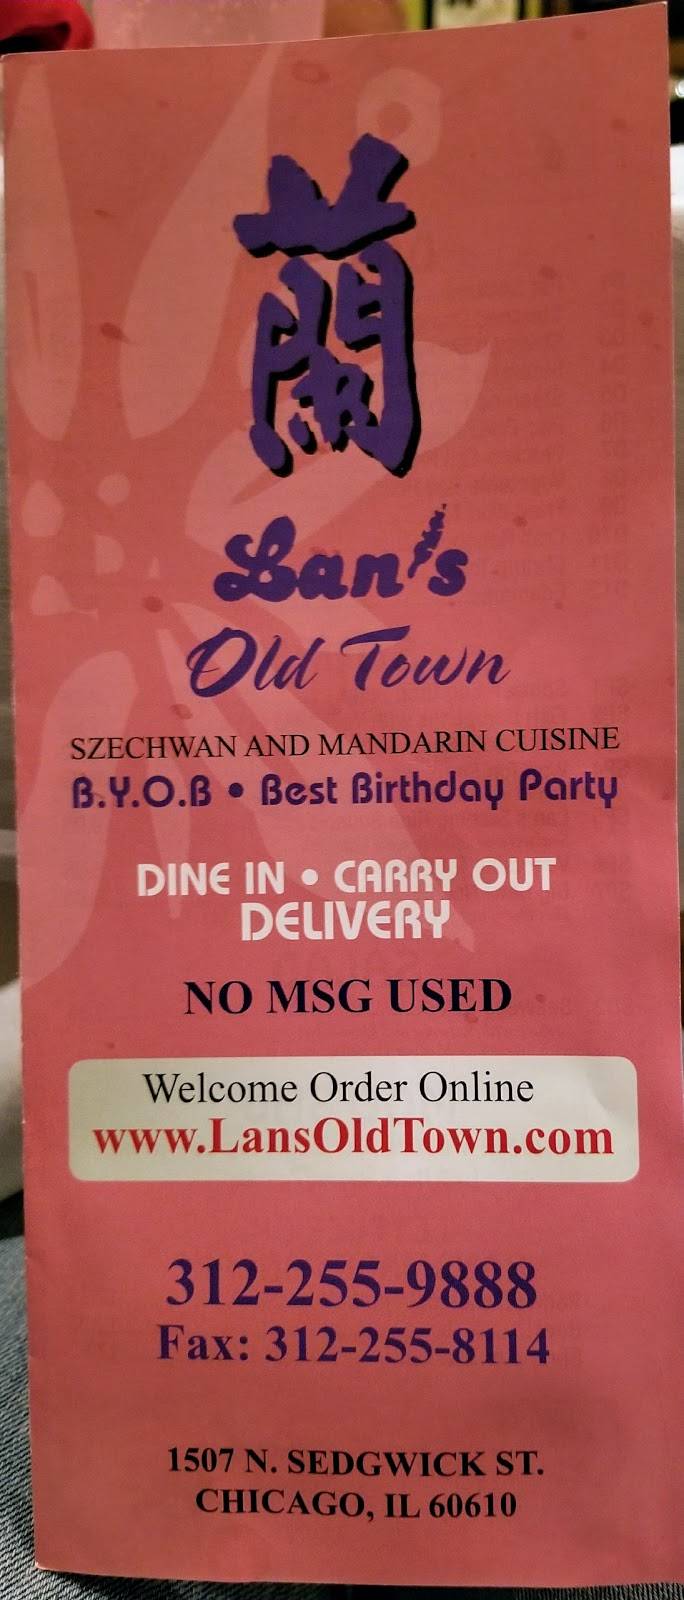 蘭
Lan's
Old Town
SZECHWAN AND MANDARIN CUISINE
B.Y.O.B • Best Birthday Party
DINE IN • CARRY OUT
DELIVERY
NO MSG USED
Welcome Order Online
www.LansOldTown.com
312-255-9888
Fax: 312-255-8114
1507 N. SEDGWICK ST.
CHICAGO, IL 60610